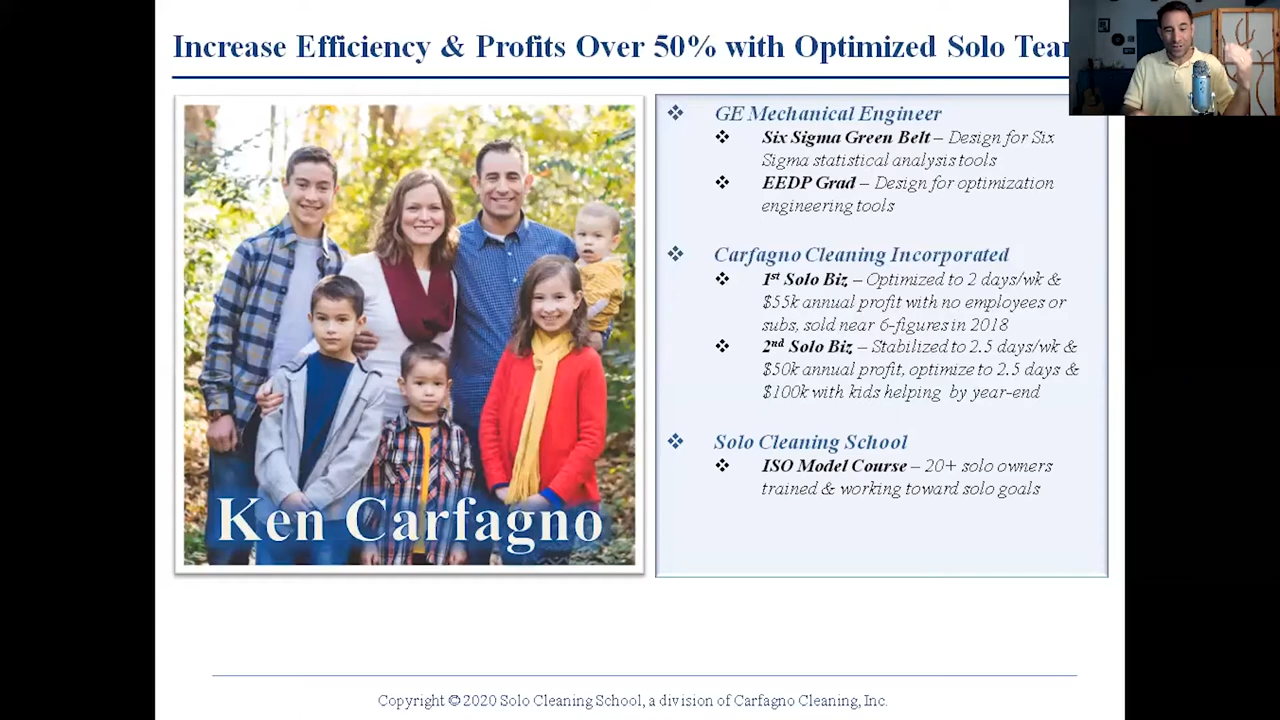 Increase Efficiency & Profits Over 50% with Optimized Solo
GE Mechanical Engineer
Six Sigma Green Belt – Design for Six
Sigma statistical analysis tools
EEDP Grad – Design for optimization
engineering tools
Carfagno Cleaning Incorporated
1st Solo Biz – Optimized to 2 days/wk &
$55k annual profit with no employees or
subs, sold near 6-figures in 2018
2nd Solo Biz – Stabilized to 2.5 days/wk &
$50k annual profit, optimize to 2.5 days &
$100k with kids helping by year-end
Solo Cleaning School
ISO Model Course – 20+ solo owners
trained & working toward solo goals
Ken Carfagno
Copyright © 2020 Solo Cleaning School, a division of Carfagno Cleaning, Inc.